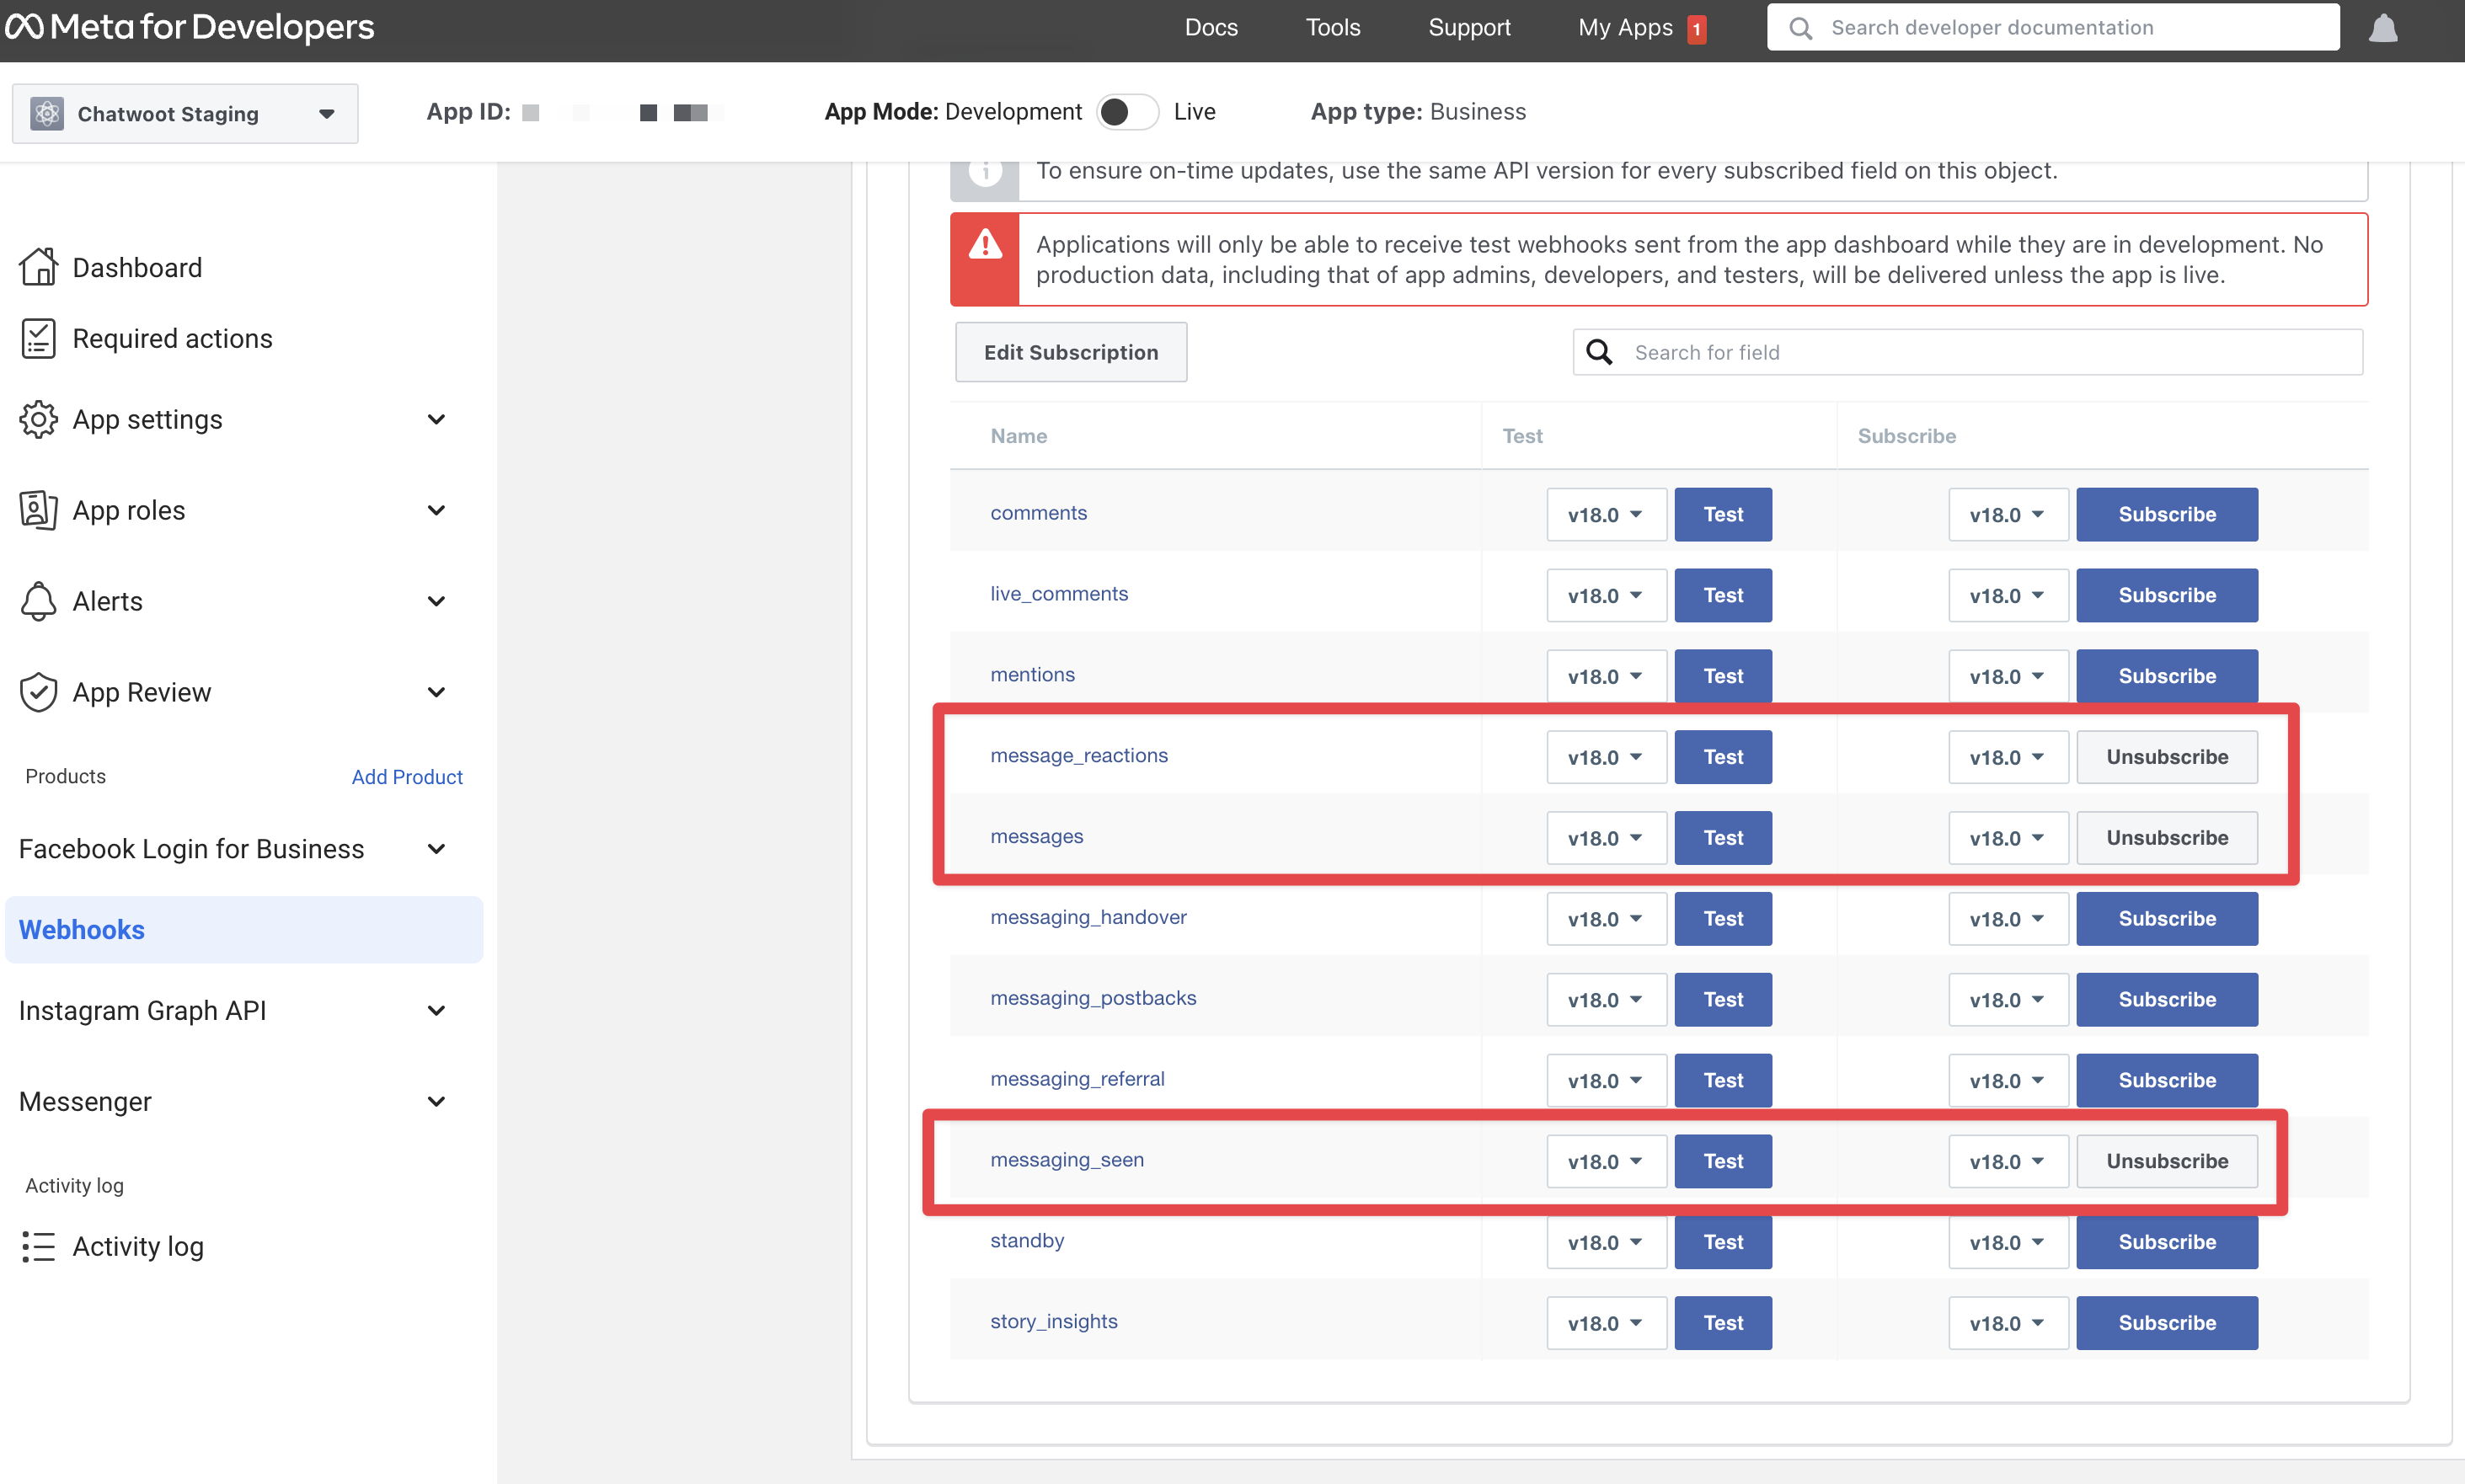 Meta for Developers
Docs
Tools
Support
My Apps 1
Search developer documentation
Chatwoot Staging
App ID:
App Mode: Development
Live
App type: Business
Dashboard
Required actions
App settings
App roles
Alerts
App Review
Products
Add Product
Facebook Login for Business
Webhooks
Instagram Graph API
Messenger
Activity log
Activity log
To ensure on-time updates, use the same API version for every subscribed field on this object.
Applications will only be able to receive test webhooks sent from the app dashboard while they are in development. No
production data, including that of app admins, developers, and testers, will be delivered unless the app is live.
Edit Subscription
Search for field
Name Test Subscribe
comments v18.0 Test v18.0 Subscribe
live_comments v18.0 Test v18.0 Subscribe
mentions v18.0 Test v18.0 Subscribe
message_reactions v18.0 Test v18.0 Unsubscribe
messages v18.0 Test v18.0 Unsubscribe
messaging_handover v18.0 Test v18.0 Subscribe
messaging_postbacks v18.0 Test v18.0 Subscribe
messaging_referral v18.0 Test v18.0 Subscribe
messaging_seen v18.0 Test v18.0 Unsubscribe
standby v18.0 Test v18.0 Subscribe
story_insights v18.0 Test v18.0 Subscribe